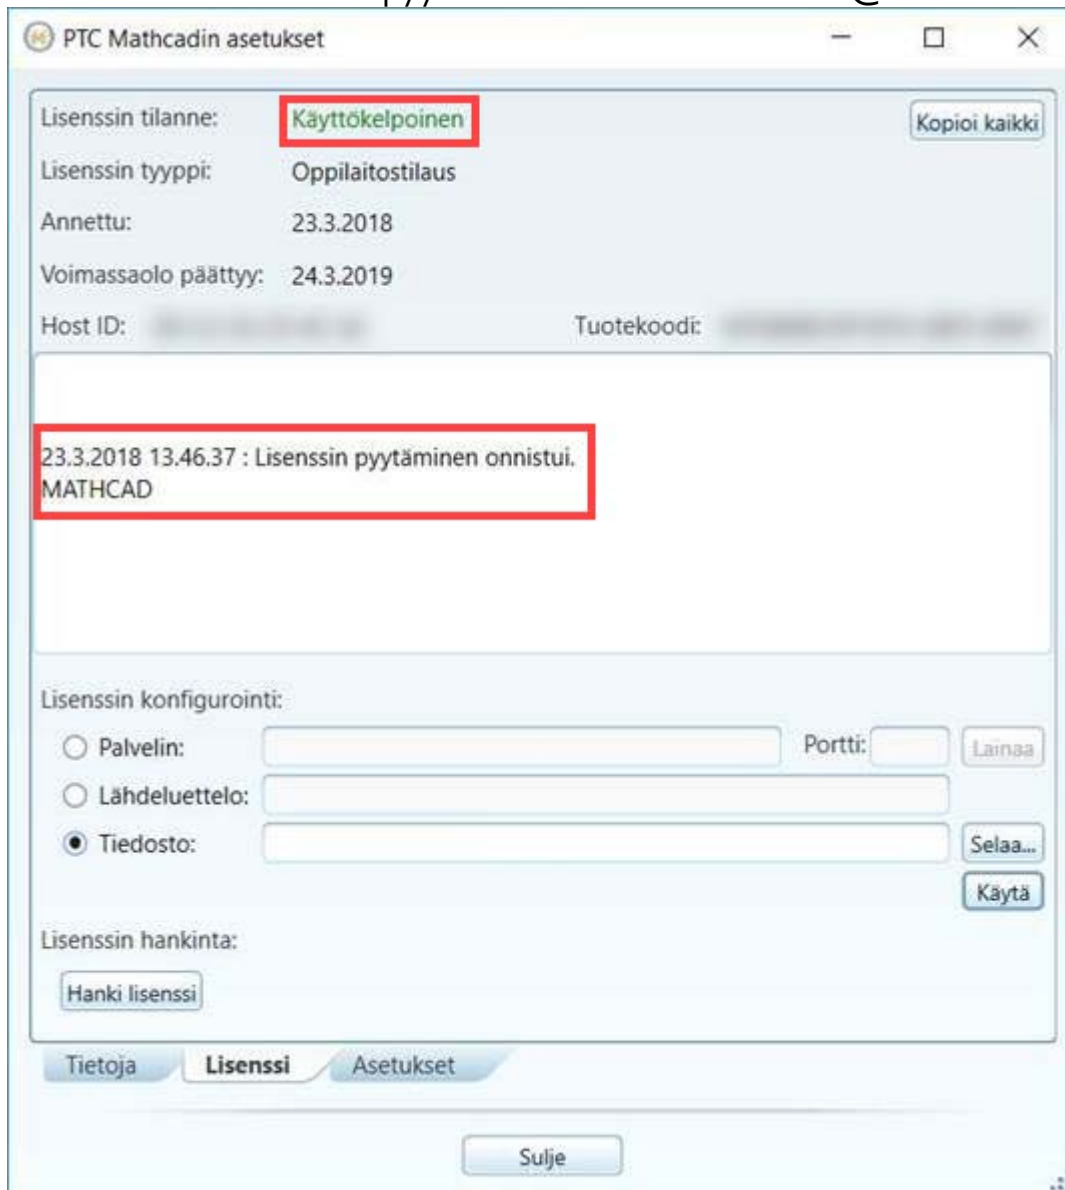 PTC Mathcadin asetukset
Lisenssin tilanne: Käyttökelpoinen Kopioi kaikki
Lisenssin tyyppi: Oppilaitostilaus
Annettu: 23.3.2018
Voimassaolo päättyy: 24.3.2019
Host ID: Tuotekoodi:
23.3.2018 13.46.37 : Lisenssin pyytäminen onnistui.
MATHCAD
Lisenssin konfigurointi:
Palvelin: Portti: Lainaa
Lähdeluettelo:
Tiedosto: Selaa...
Käytä
Lisenssin hankinta:
Hanki lisenssi
Tietoja Lisenssi Asetukset
Sulje